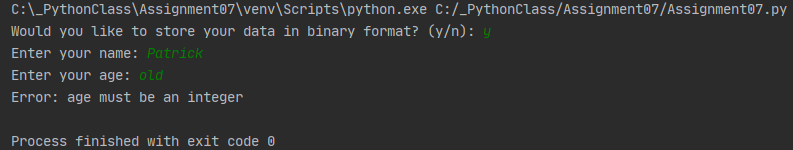 C:\_PythonClass\Assignment07\venv\Scripts\python.exe C:/_PythonClass/Assignment07/Assignment07.py
Would you like to store your data in binary format? (y/n): y
Enter your name: Patrick
Enter your age: old
Error: age must be an integer
Process finished with exit code 0